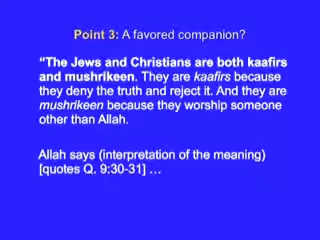 Point 3: A favored companion?
“The Jews and Christians are both kaafirs
and mushrikeen. They are kaafirs because
they deny the truth and reject it. And they are
mushrikeen because they worship someone
other than Allah.
Allah says (interpretation of the meaning)
[quotes Q. 9:30-31] …